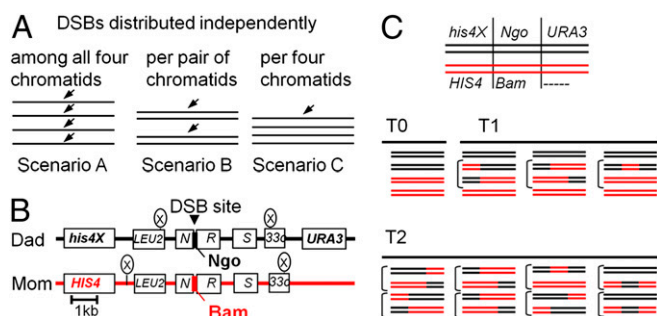 A DSBs distributed independently
among all four chromatids
per pair of chromatids
per four chromatids
Scenario A Scenario B Scenario C
B
DSB site
Dad his4X LEU2 N R S 33c URA3
Ngo
Mom HIS4 LEU2 N R S 33c
1kb
Bam
C
his4X Ngo URA3
HIS4 Bam -----
T0 T1
T2